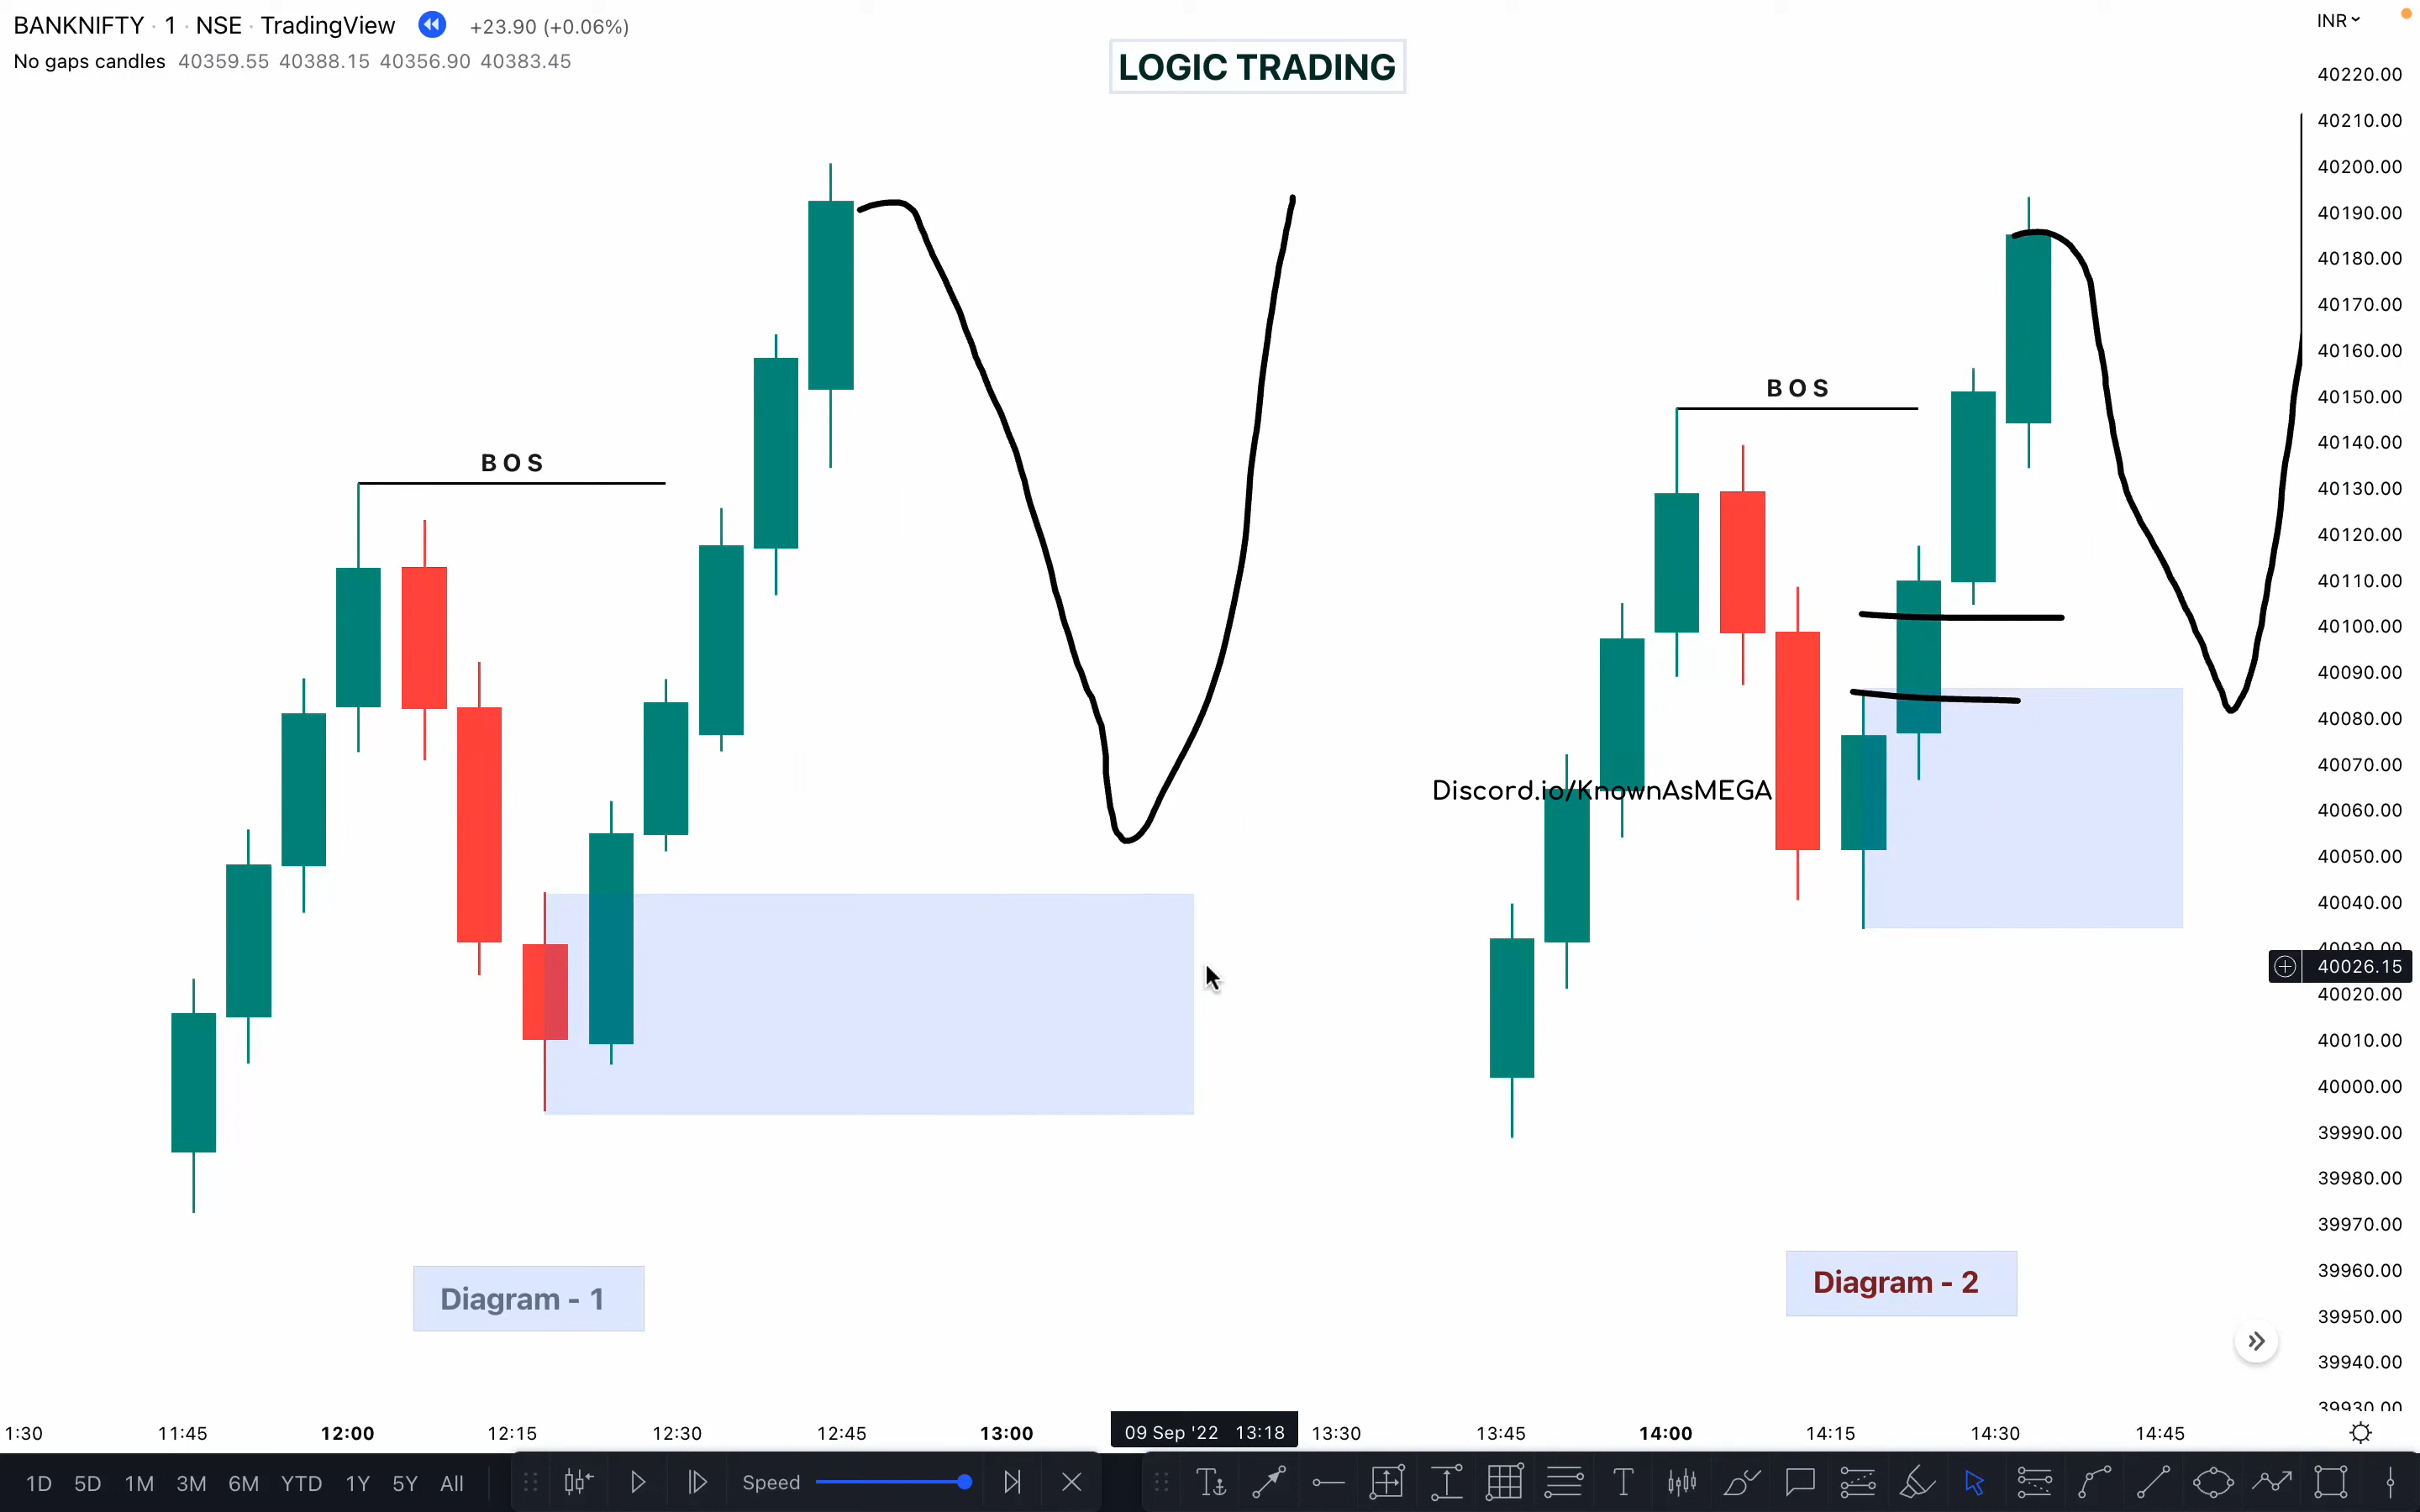 BANKNIFTY · 1 · NSE · TradingView +23.90 (+0.06%)
No gaps candles 40359.55 40388.15 40356.90 40383.45
LOGIC TRADING
INR
40220.00
40210.00
40200.00
40190.00
40180.00
40170.00
40160.00
40150.00
40140.00
40130.00
40120.00
40110.00
40100.00
40090.00
40080.00
40070.00
40060.00
40050.00
40040.00
40030.00
40026.15
40020.00
40010.00
40000.00
39990.00
39980.00
39970.00
39960.00
39950.00
39940.00
39930.00
BOS
BOS
Discord.io/KnownAsMEGA
Diagram - 1
Diagram - 2
1:30 11:45 12:00 12:15 12:30 12:45 13:00 09 Sep '22 13:18 13:30 13:45 14:00 14:15 14:30 14:45
1D 5D 1M 3M 6M YTD 1Y 5Y All Speed